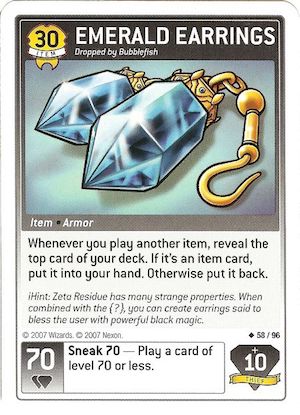 30
ITEM
EMERALD EARRINGS
Dropped by Bubblefish
Item • Armor
Whenever you play another item, reveal the
top card of your deck. If it's an item card,
put it into your hand. Otherwise put it back.
iHint: Zeta Residue has many strange properties. When
combined with the {?}, you can create earrings said to
bless the user with powerful black magic.
© 2007 Wizards. © 2007 Nexon.
◆ 58 / 96
70
Sneak 70 — Play a card of
level 70 or less.
10
THIEF